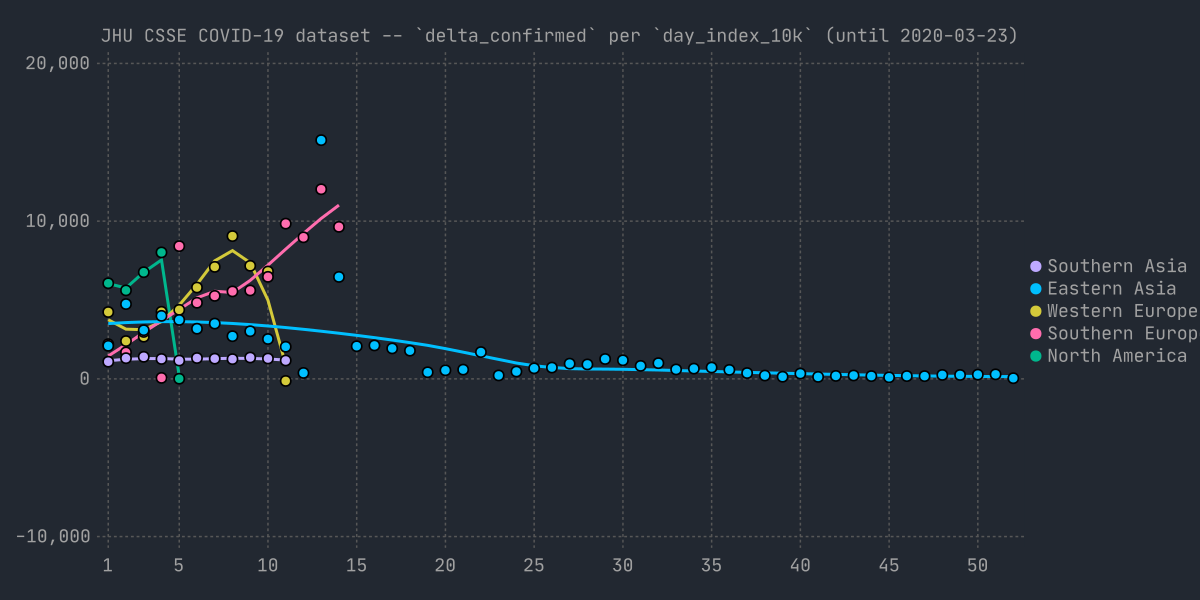 JHU CSSE COVID-19 dataset -- `delta_confirmed` per `day_index_10k` (until 2020-03-23)
20,000
10,000
0
-10,000
1 5 10 15 20 25 30 35 40 45 50
Southern Asia
Eastern Asia
Western Europe
Southern Europ
North America